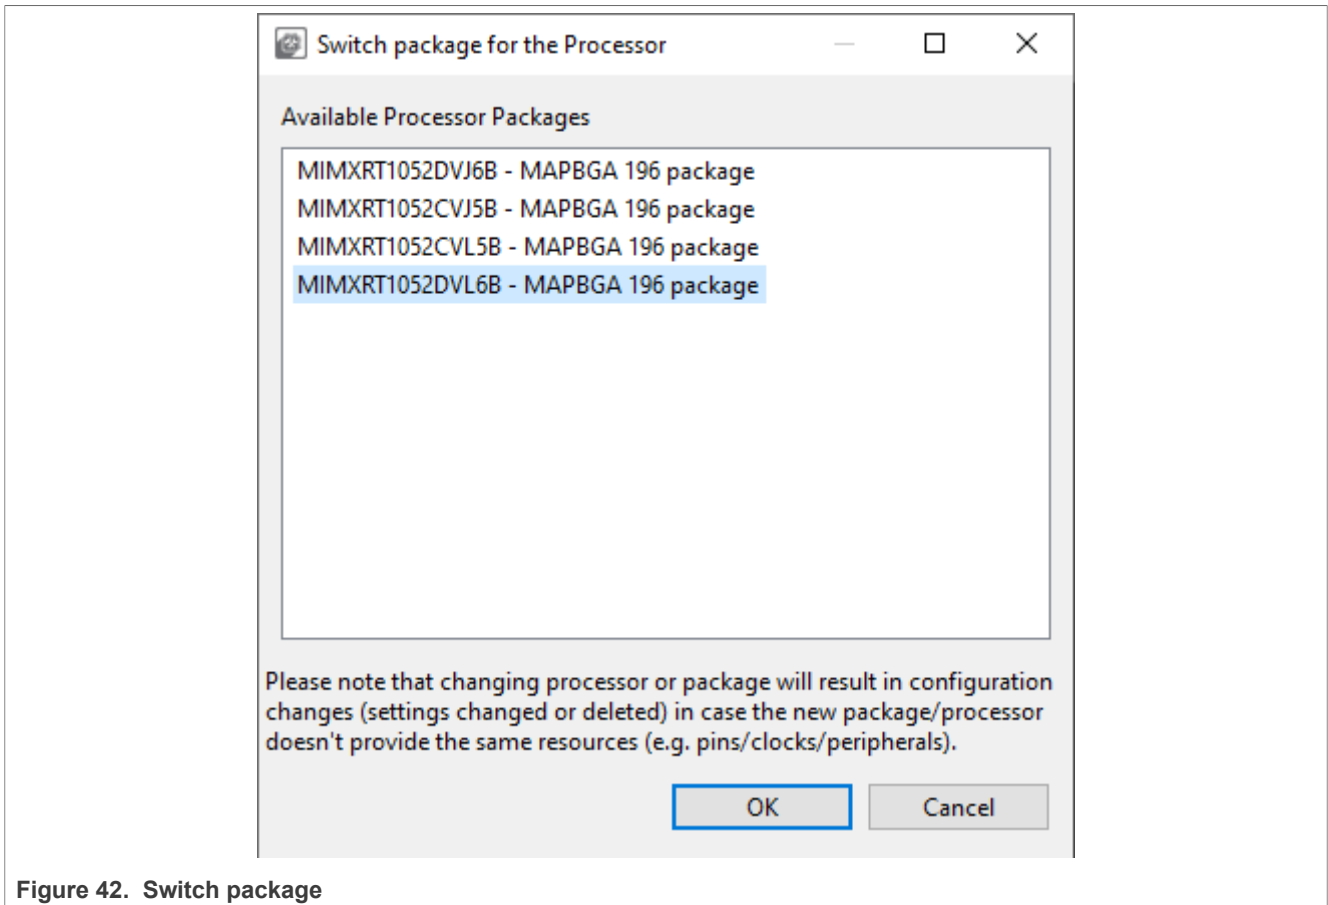 Switch package for the Processor
Available Processor Packages
MIMXRT1052DVJ6B - MAPBGA 196 package
MIMXRT1052CVJ5B - MAPBGA 196 package
MIMXRT1052CVL5B - MAPBGA 196 package
MIMXRT1052DVL6B - MAPBGA 196 package
Please note that changing processor or package will result in configuration
changes (settings changed or deleted) in case the new package/processor
doesn't provide the same resources (e.g. pins/clocks/peripherals).
OK
Cancel
Figure 42. Switch package